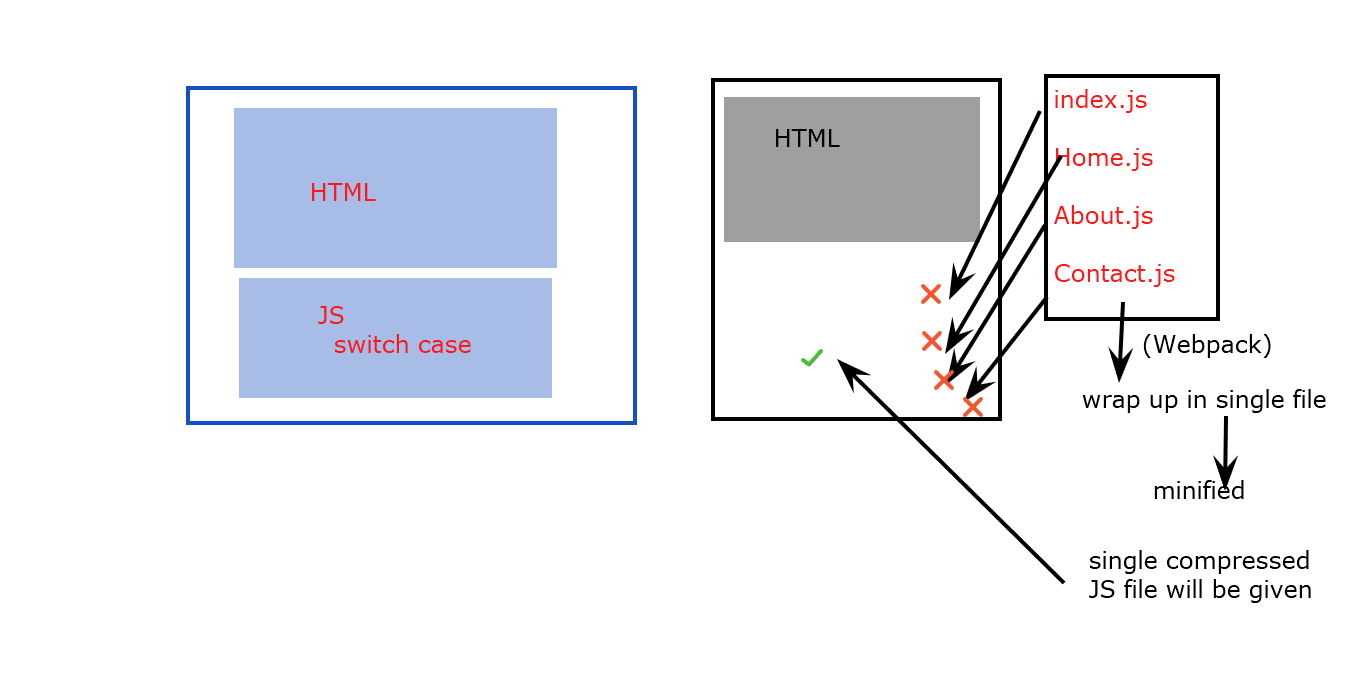 HTML
JS
switch case
HTML
index.js
Home.js
About.js
Contact.js
(Webpack)
wrap up in single file
minified
single compressed
JS file will be given